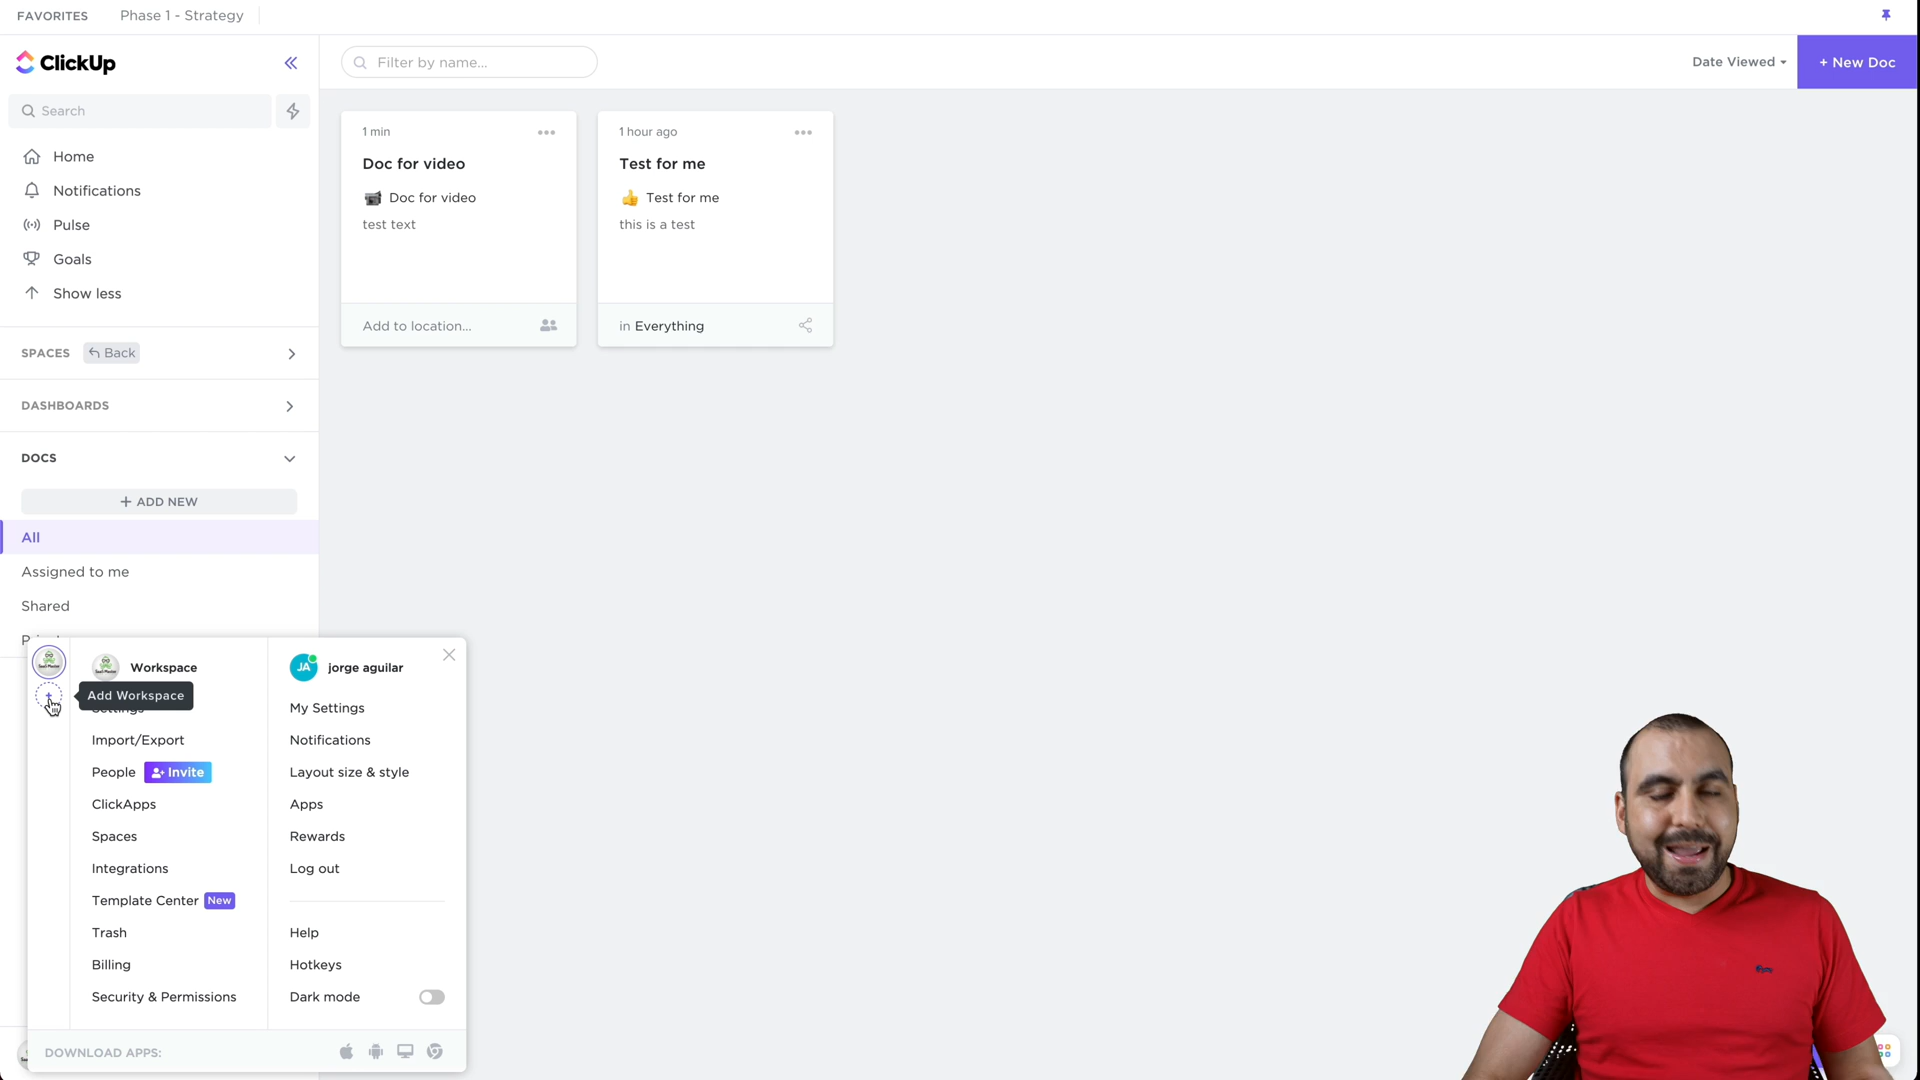 FAVORITES Phase 1 - Strategy
ClickUp
Filter by name...
Date Viewed
+ New Doc
Search
Home
Notifications
Pulse
Goals
Show less
SPACES Back
DASHBOARDS
DOCS
+ ADD NEW
All
Assigned to me
Shared
1 min
Doc for video
Doc for video
test text
Add to location...
1 hour ago
Test for me
Test for me
this is a test
in Everything
Workspace
Add Workspace
Settings
Import/Export
People Invite
ClickApps
Spaces
Integrations
Template Center New
Trash
Billing
Security & Permissions
JA jorge aguilar
My Settings
Notifications
Layout size & style
Apps
Rewards
Log out
Help
Hotkeys
Dark mode
DOWNLOAD APPS: